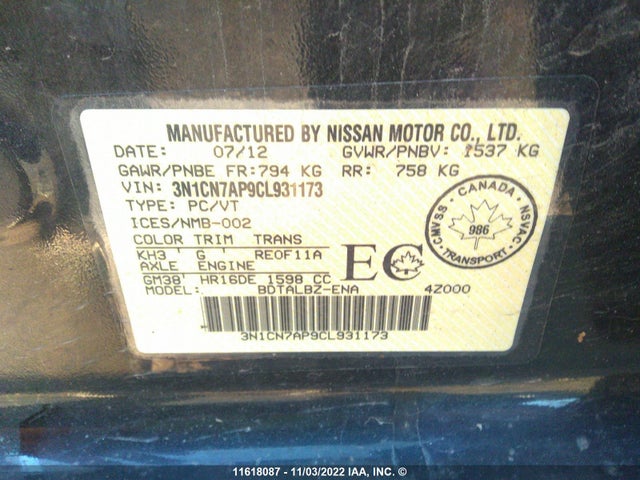 MANUFACTURED BY NISSAN MOTOR CO., LTD.
DATE: 07/12 GVWR/PNBV: 1537 KG
GAWR/PNBE FR:794 KG RR: 758 KG
VIN: 3N1CN7AP9CL931173
TYPE: PC/VT
ICES/NMB-002
COLOR TRIM TRANS
KH3 G RE0F11A
AXLE ENGINE
GM38 HR16DE 1598 CC
MODEL: BDTALBZ-ENA 4Z000
EC
CANADA
C.M.V.S.S. NSVAC
986
TRANSPORT
3N1CN7AP9CL931173
11618087 - 11/03/2022 IAA, INC. ©